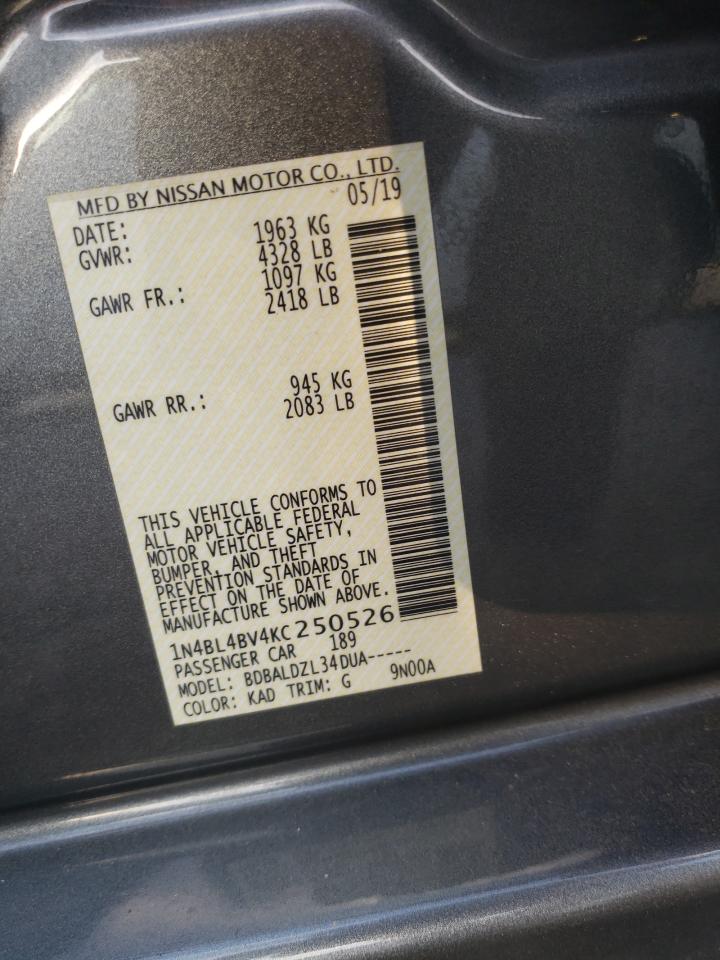 MFD BY NISSAN MOTOR CO., LTD.
DATE: 05/19
GVWR: 1963 KG
4328 LB
GAWR FR.: 1097 KG
2418 LB
GAWR RR.: 945 KG
2083 LB
THIS VEHICLE CONFORMS TO
ALL APPLICABLE FEDERAL
MOTOR VEHICLE SAFETY,
BUMPER, AND THEFT
PREVENTION STANDARDS IN
EFFECT ON THE DATE OF
MANUFACTURE SHOWN ABOVE.
1N4BL4BV4KC250526
PASSENGER CAR 189
MODEL: BDBALDZL34DUA-----
COLOR: KAD TRIM: G 9N00A